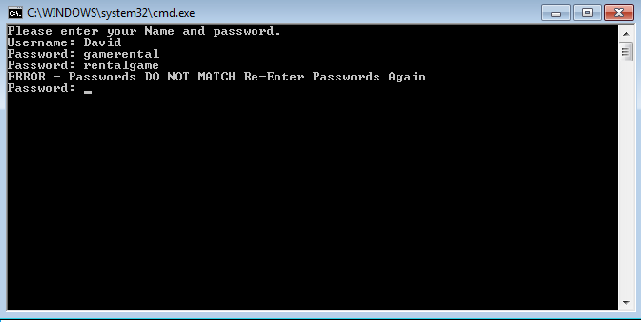 C:\WINDOWS\system32\cmd.exe
Please enter your Name and password.
Username: David
Password: gamerental
Password: rentalgame
ERROR - Passwords DO NOT MATCH Re-Enter Passwords Again
Password: _